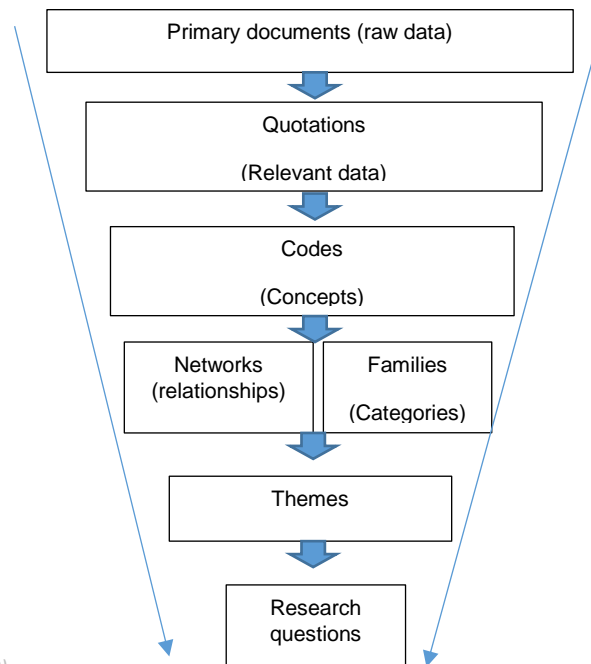 Primary documents (raw data)
Quotations
(Relevant data)
Codes
(Concepts)
Networks
(relationships)
Families
(Categories)
Themes
Research
questions